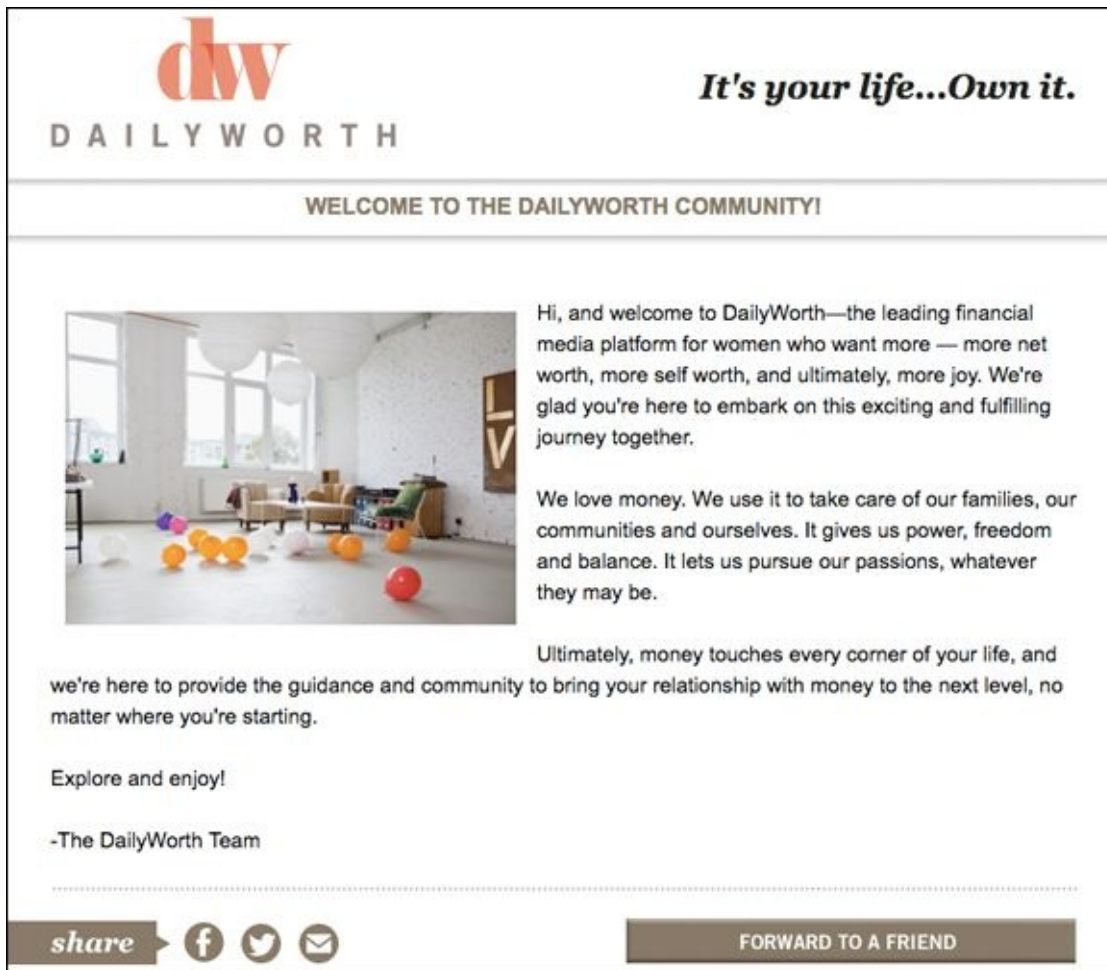 dw
DAILYWORTH
It's your life...Own it.
WELCOME TO THE DAILYWORTH COMMUNITY!
LV
Hi, and welcome to DailyWorth—the leading financial
media platform for women who want more — more net
worth, more self worth, and ultimately, more joy. We're
glad you're here to embark on this exciting and fulfilling
journey together.
We love money. We use it to take care of our families, our
communities and ourselves. It gives us power, freedom
and balance. It lets us pursue our passions, whatever
they may be.
Ultimately, money touches every corner of your life, and
we're here to provide the guidance and community to bring your relationship with money to the next level, no
matter where you're starting.
Explore and enjoy!
-The DailyWorth Team
share
FORWARD TO A FRIEND